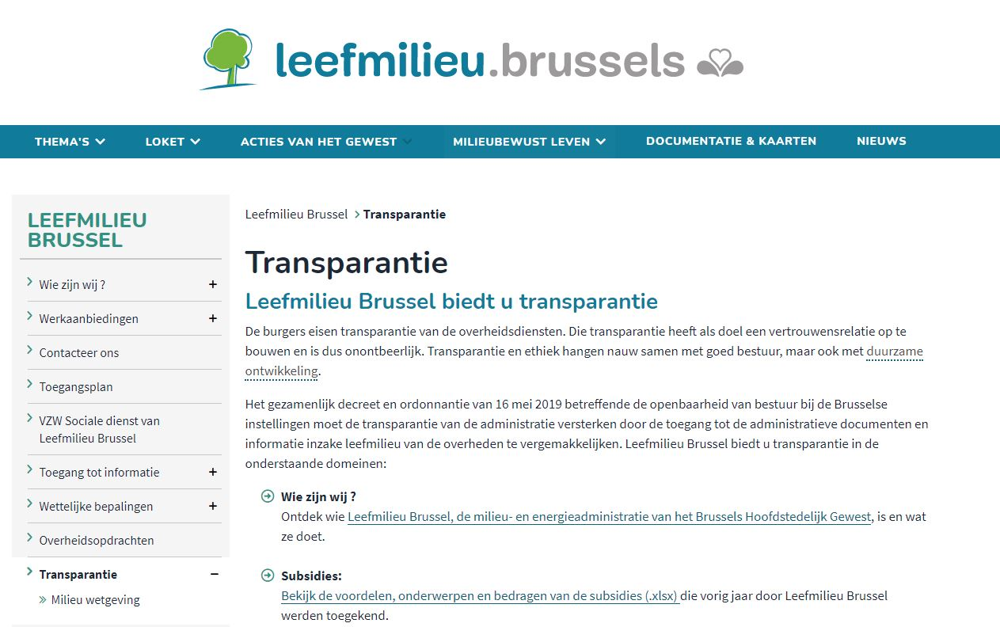 leefmilieu.brussels
THEMA'S
LOKET
ACTIES VAN HET GEWEST
MILIEUBEWUST LEVEN
DOCUMENTATIE & KAARTEN
NIEUWS
LEEFMILIEU
BRUSSEL
Wie zijn wij ?
Werkaanbiedingen
Contacteer ons
Toegangsplan
VZW Sociale dienst van
Leefmilieu Brussel
Toegang tot informatie
Wettelijke bepalingen
Overheidsopdrachten
Transparantie
Milieu wetgeving
Leefmilieu Brussel > Transparantie
Transparantie
Leefmilieu Brussel biedt u transparantie
De burgers eisen transparantie van de overheidsdiensten. Die transparantie heeft als doel een vertrouwensrelatie op te
bouwen en is dus onontbeerlijk. Transparantie en ethiek hangen nauw samen met goed bestuur, maar ook met duurzame
ontwikkeling.
Het gezamenlijk decreet en ordonnantie van 16 mei 2019 betreffende de openbaarheid van bestuur bij de Brusselse
instellingen moet de transparantie van de administratie versterken door de toegang tot de administratieve documenten en
informatie inzake leefmilieu van de overheden te vergemakkelijken. Leefmilieu Brussel biedt u transparantie in de
onderstaande domeinen:
Wie zijn wij ?
Ontdek wie Leefmilieu Brussel, de milieu- en energieadministratie van het Brussels Hoofdstedelijk Gewest, is en wat
ze doet.
Subsidies:
Bekijk de voordelen, onderwerpen en bedragen van de subsidies (.xlsx) die vorig jaar door Leefmilieu Brussel
werden toegekend.